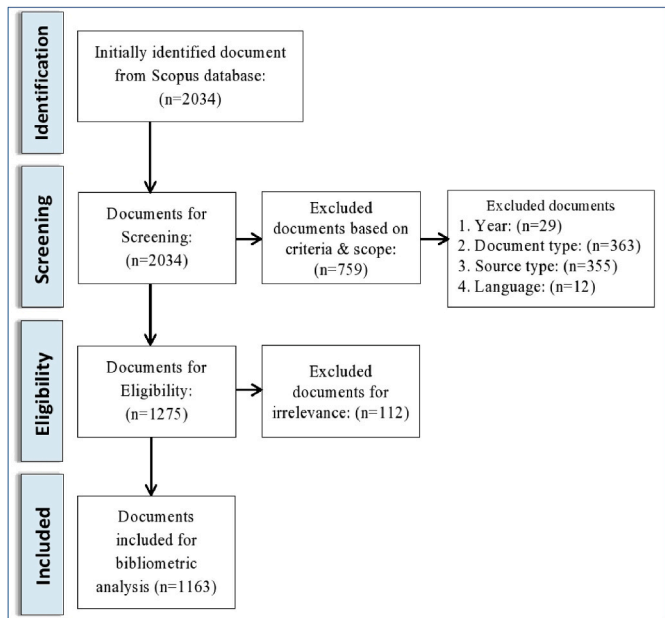 Identification
Initially identified document
from Scopus database:
(n=2034)
Screening
Documents for
Screening:
(n=2034)
Excluded
documents based on
criteria & scope:
(n=759)
Excluded documents
1. Year: (n=29)
2. Document type: (n=363)
3. Source type: (n=355)
4. Language: (n=12)
Eligibility
Documents for
Eligibility:
(n=1275)
Excluded
documents for
irrelevance: (n=112)
Included
Documents
included for
bibliometric
analysis (n=1163)